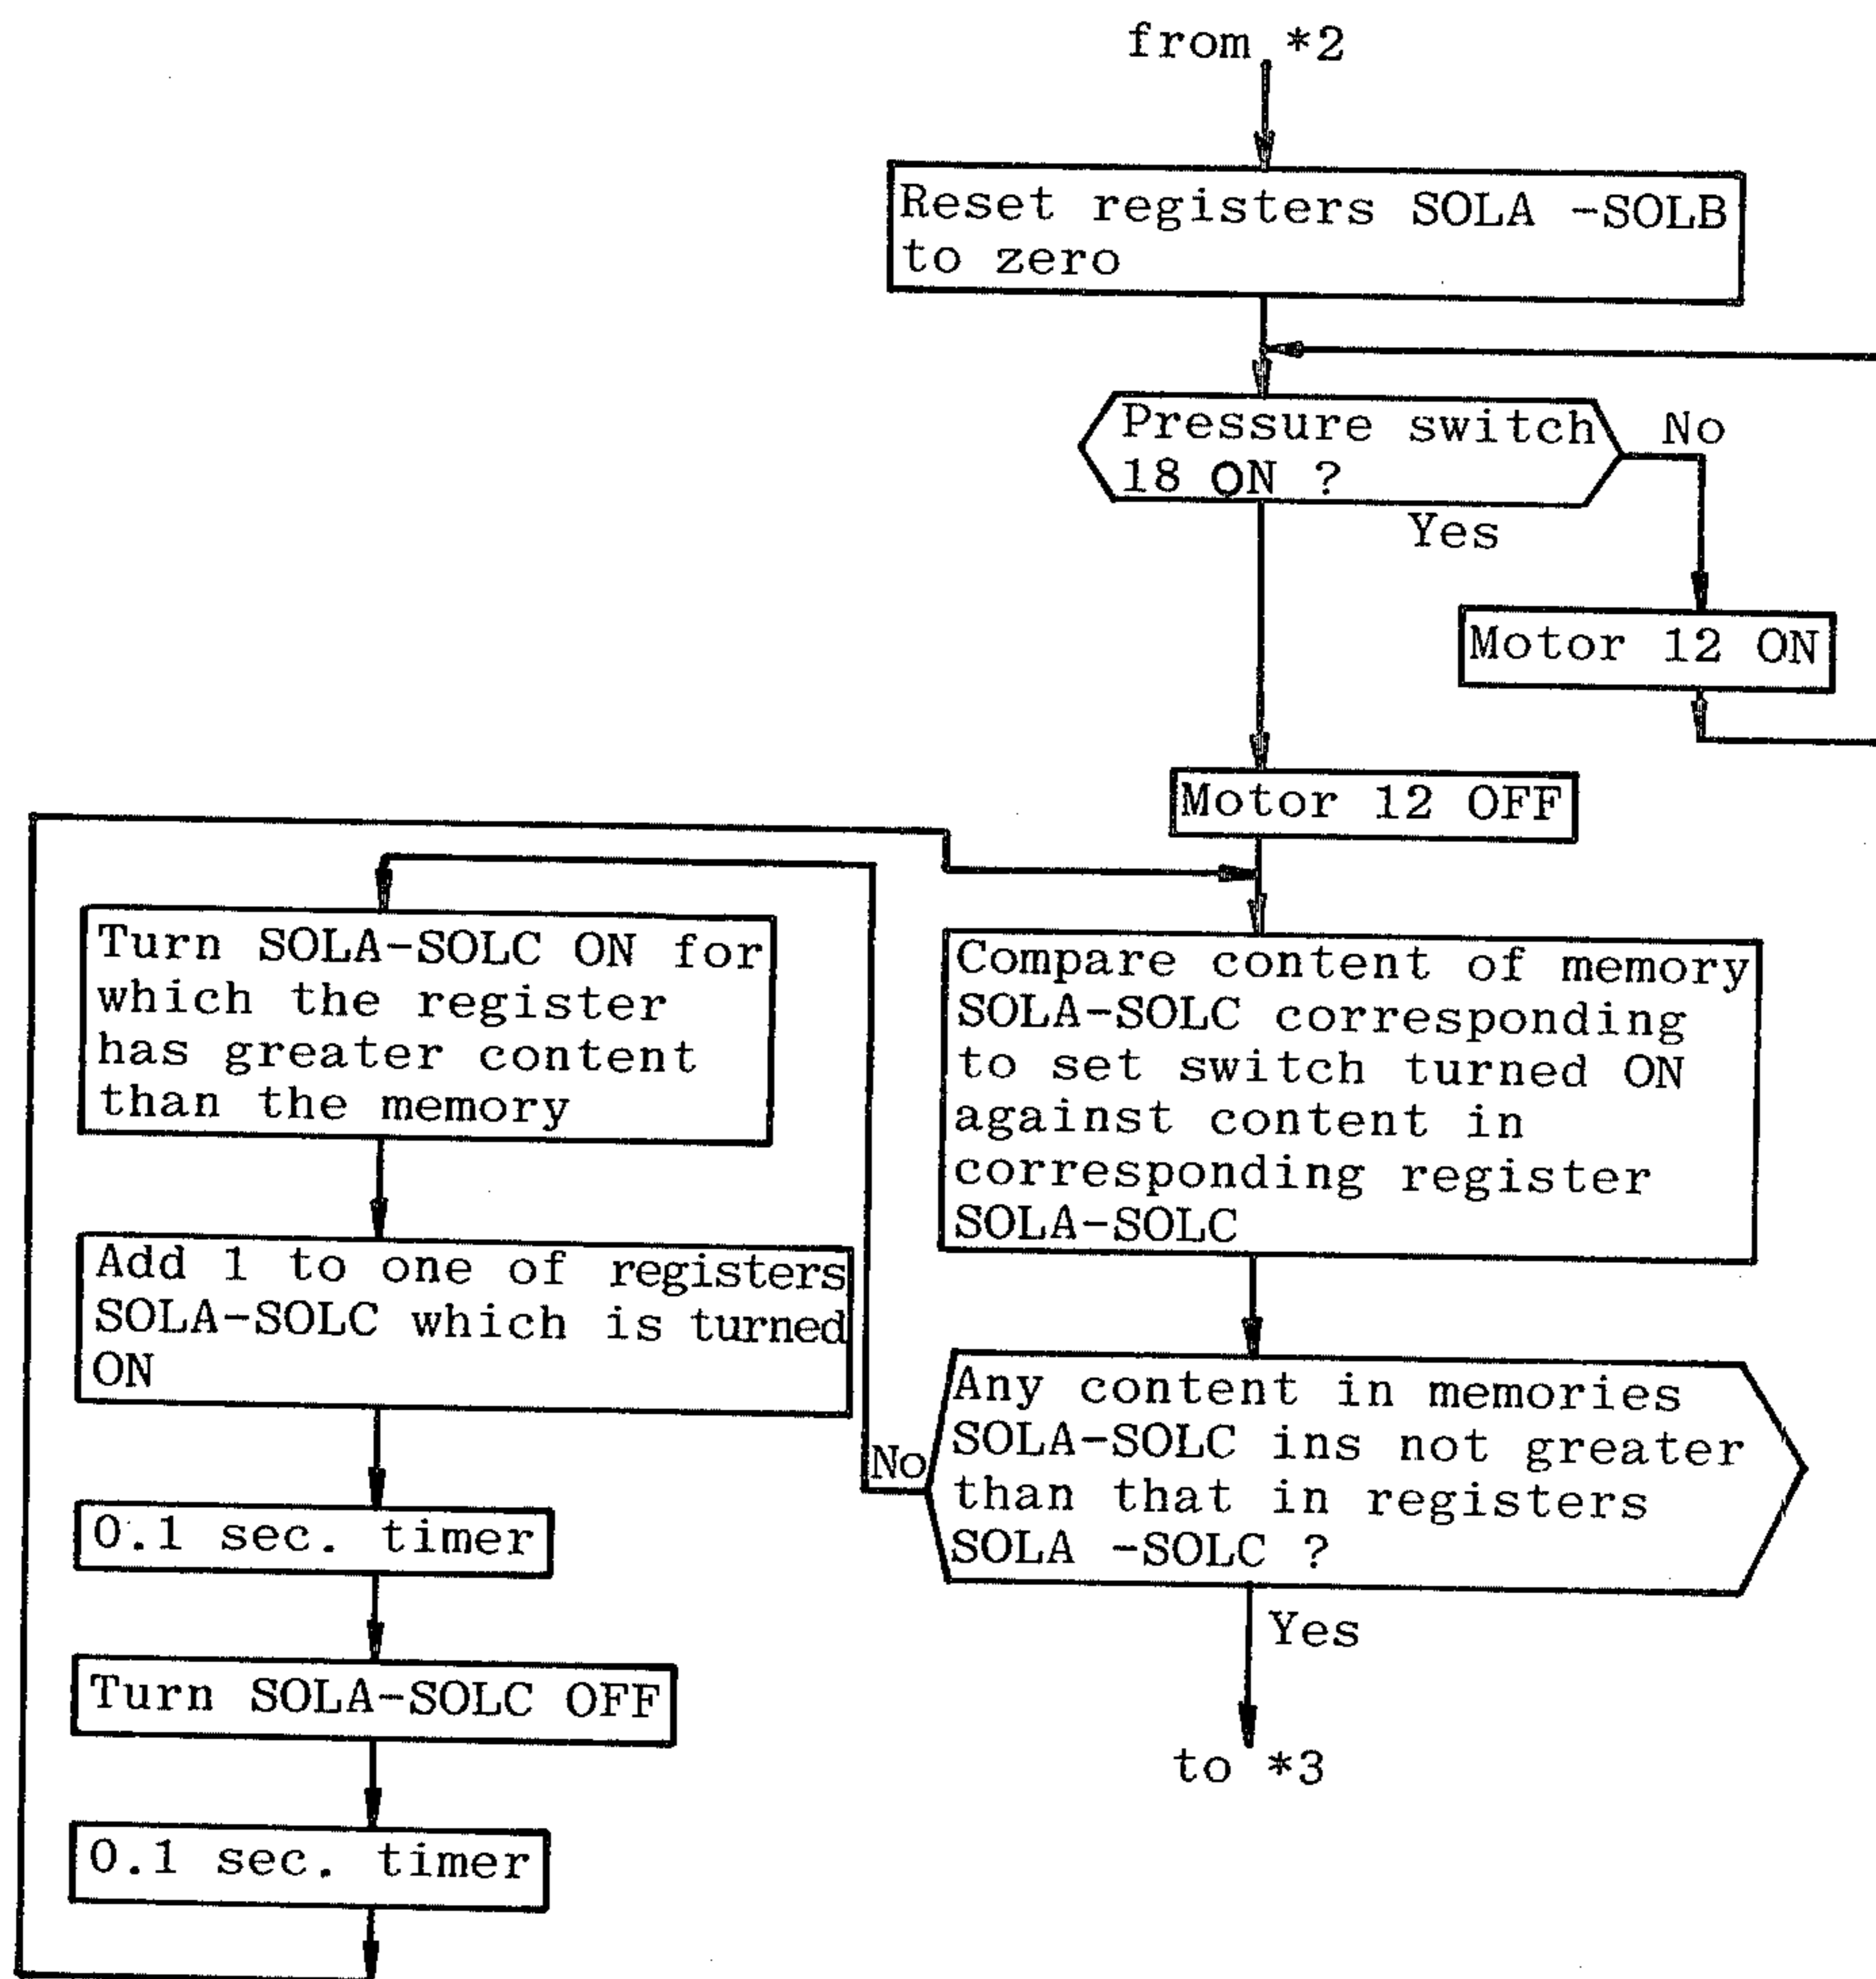 from *2
Reset registers SOLA -SOLB
to zero
Pressure switch
18 ON ?
No
Yes
Motor 12 ON
Motor 12 OFF
Compare content of memory
SOLA-SOLC corresponding
to set switch turned ON
against content in
corresponding register
SOLA-SOLC
Any content in memories
SOLA-SOLC ins not greater
than that in registers
SOLA -SOLC ?
No
Yes
to *3
Turn SOLA-SOLC ON for
which the register
has greater content
than the memory
Add 1 to one of registers
SOLA-SOLC which is turned
ON
0.1 sec. timer
Turn SOLA-SOLC OFF
0.1 sec. timer